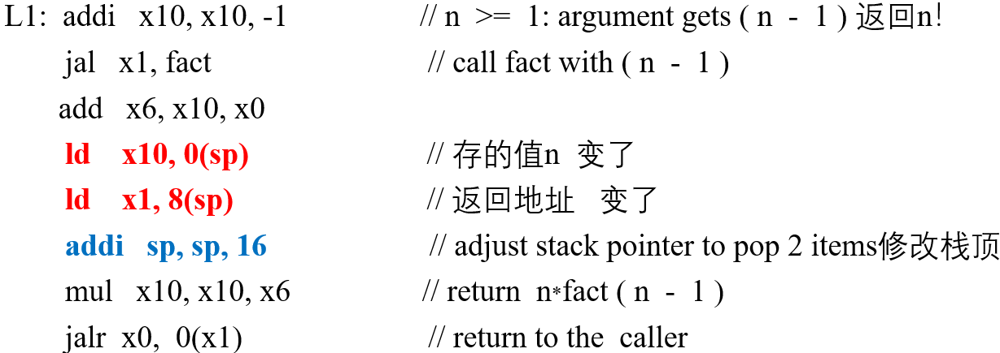 L1: addi x10, x10, -1 // n >= 1: argument gets ( n - 1 ) 返回n!
jal x1, fact // call fact with ( n - 1 )
add x6, x10, x0
ld x10, 0(sp) // 存的值n 变了
ld x1, 8(sp) // 返回地址 变了
addi sp, sp, 16 // adjust stack pointer to pop 2 items修改栈顶
mul x10, x10, x6 // return n*fact ( n - 1 )
jalr x0, 0(x1) // return to the caller